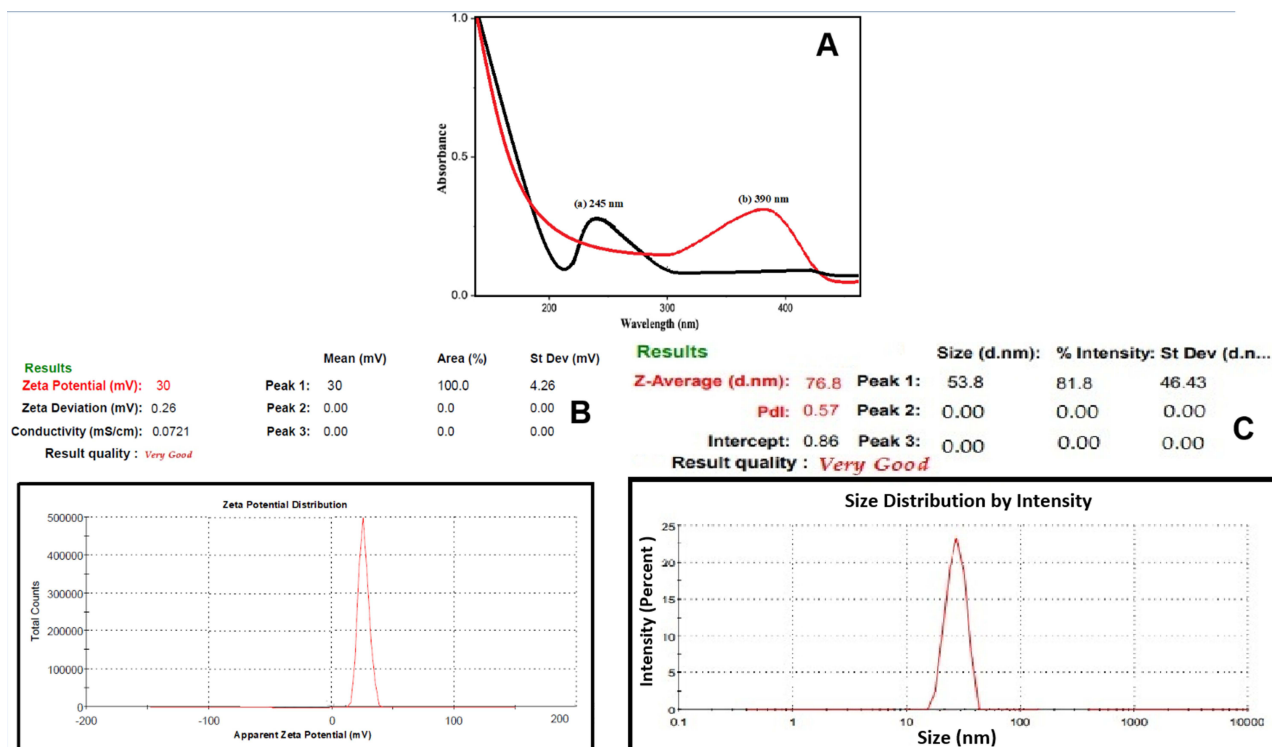 A
1.0
0.5
0.0
Absorbance
(a) 245 nm
(b) 390 nm
200 300 400
Wavelength (nm)
Results
Mean (mV) Area (%) St Dev (mV)
Zeta Potential (mV): 30 Peak 1: 30 100.0 4.26
Zeta Deviation (mV): 0.26 Peak 2: 0.00 0.0 0.00
Conductivity (mS/cm): 0.0721 Peak 3: 0.00 0.0 0.00
Result quality : Very Good
B
Zeta Potential Distribution
500000
400000
300000
200000
100000
0
Total Counts
-200 -100 0 100 200
Apparent Zeta Potential (mV)
Results
Size (d.nm): % Intensity: St Dev (d.n...
Z-Average (d.nm): 76.8 Peak 1: 53.8 81.8 46.43
PdI: 0.57 Peak 2: 0.00 0.00 0.00
Intercept: 0.86 Peak 3: 0.00 0.00 0.00
Result quality : Very Good
C
Size Distribution by Intensity
25
20
15
10
5
0
Intensity (Percent )
0.1 1 10 100 1000 10000
Size (nm)